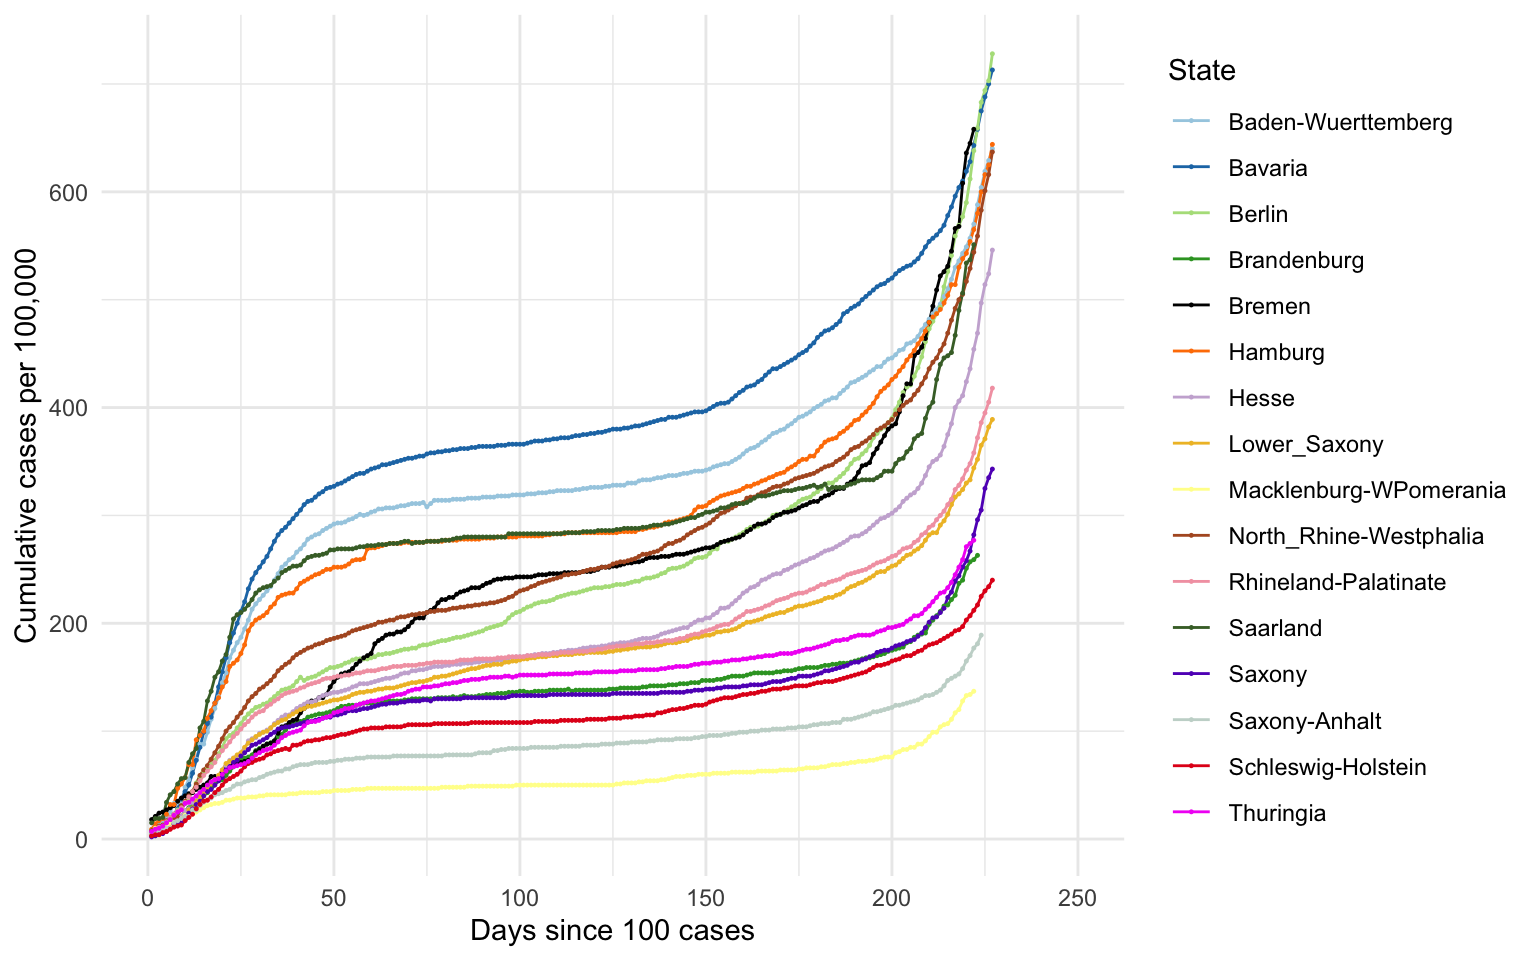 State
Baden-Wuerttemberg
Bavaria
Berlin
Brandenburg
Bremen
Hamburg
Hesse
Lower_Saxony
Macklenburg-WPomerania
North_Rhine-Westphalia
Rhineland-Palatinate
Saarland
Saxony
Saxony-Anhalt
Schleswig-Holstein
Thuringia
Cumulative cases per 100,000
600
400
200
0
0 50 100 150 200 250
Days since 100 cases